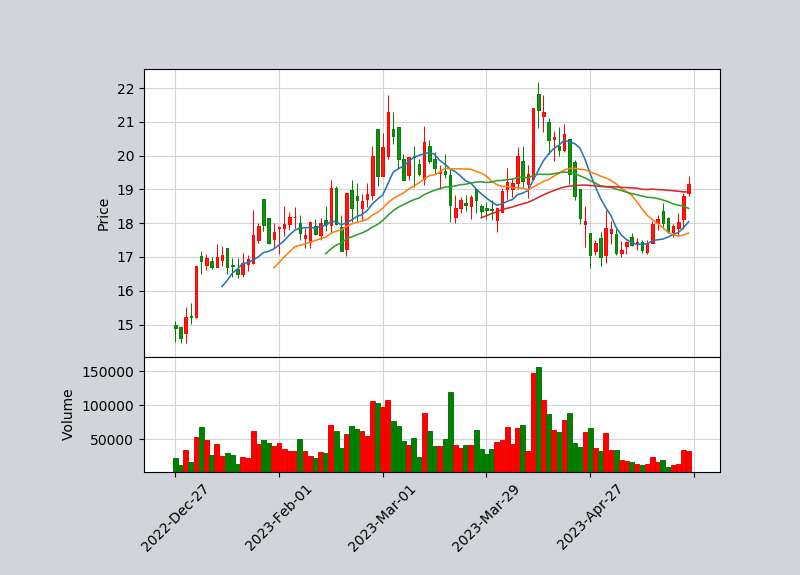 22
21
20
19
18
17
16
15
Price
150000
100000
50000
Volume
2022-Dec-27
2023-Feb-01
2023-Mar-01
2023-Mar-29
2023-Apr-27